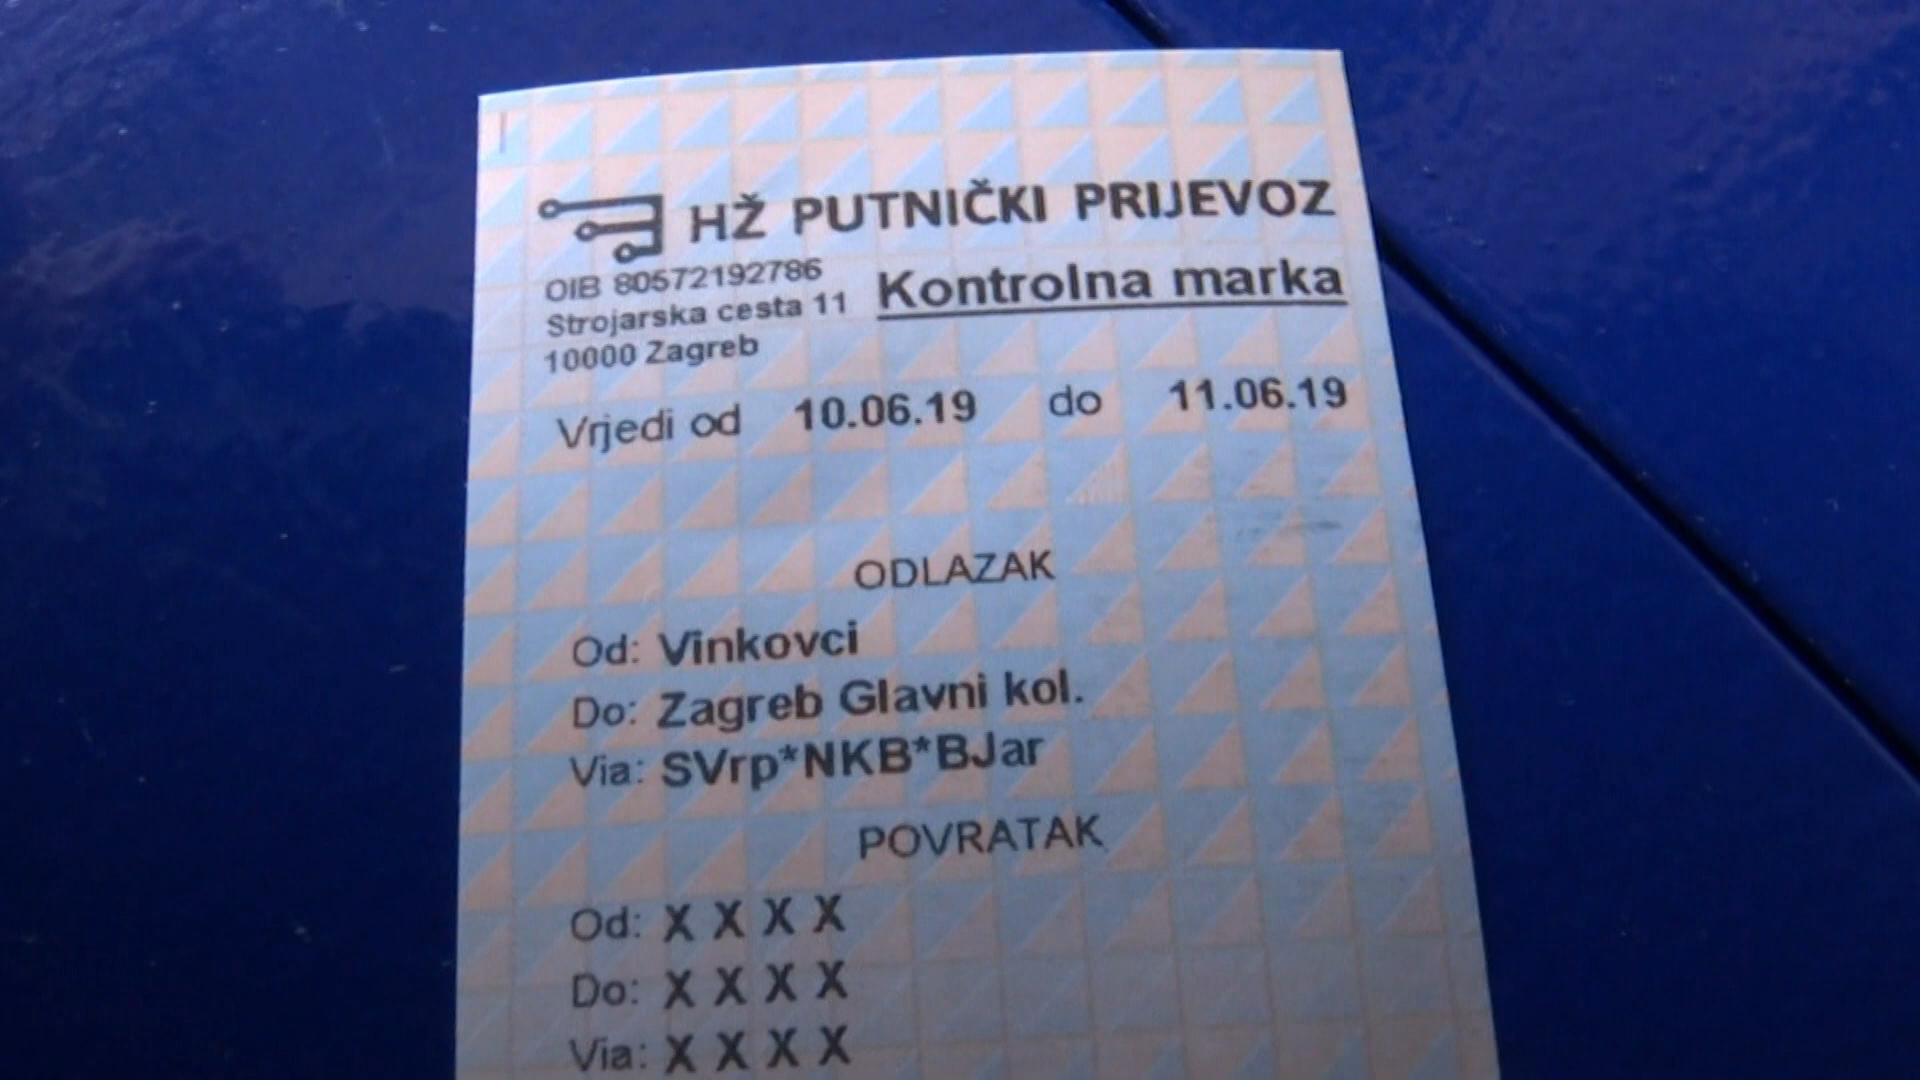 HŽ PUTNIČKI PRIJEVOZ
OIB 80572192786
Strojarska cesta 11
10000 Zagreb
Kontrolna marka
Vrjedi od 10.06.19 do 11.06.19
ODLAZAK
Od: Vinkovci
Do: Zagreb Glavni kol.
Via: SVrp*NKB*BJar
POVRATAK
Od: X X X X
Do: X X X X
Via: X X X X